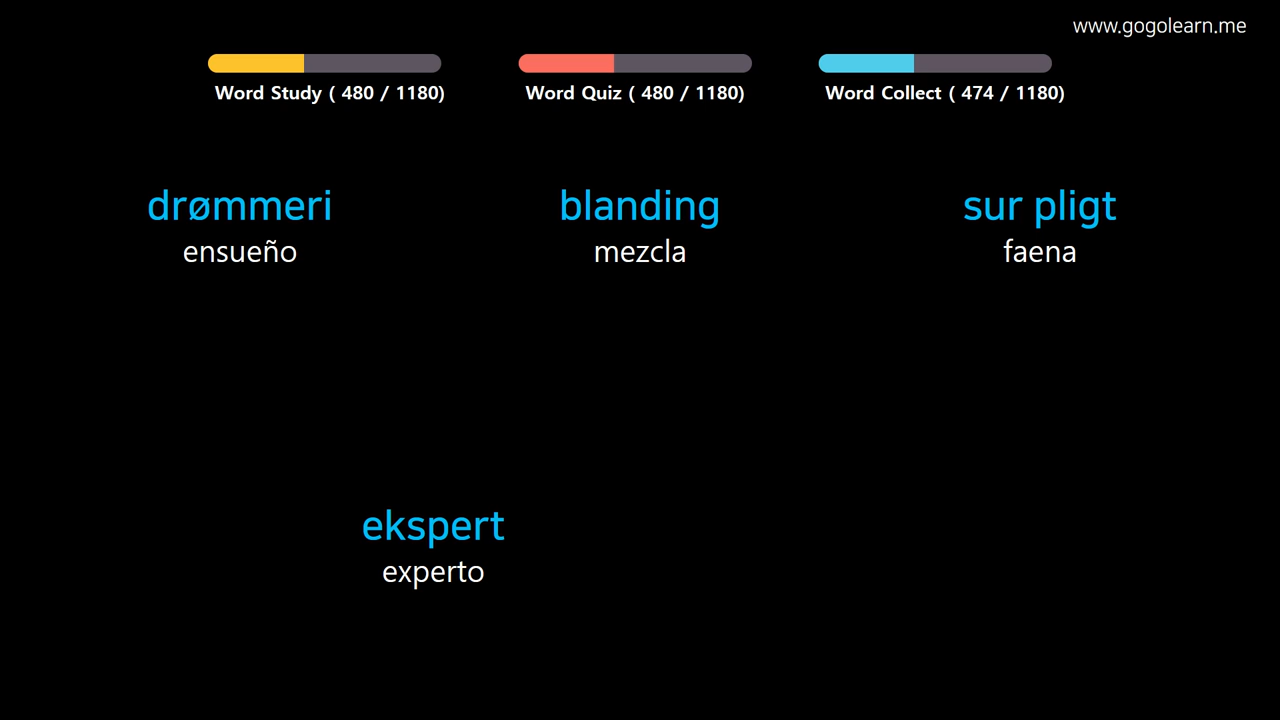 www.gogolearn.me
Word Study ( 480 / 1180)
Word Quiz ( 480 / 1180)
Word Collect ( 474 / 1180)
drømmeri
ensueño
blanding
mezcla
sur pligt
faena
ekspert
experto